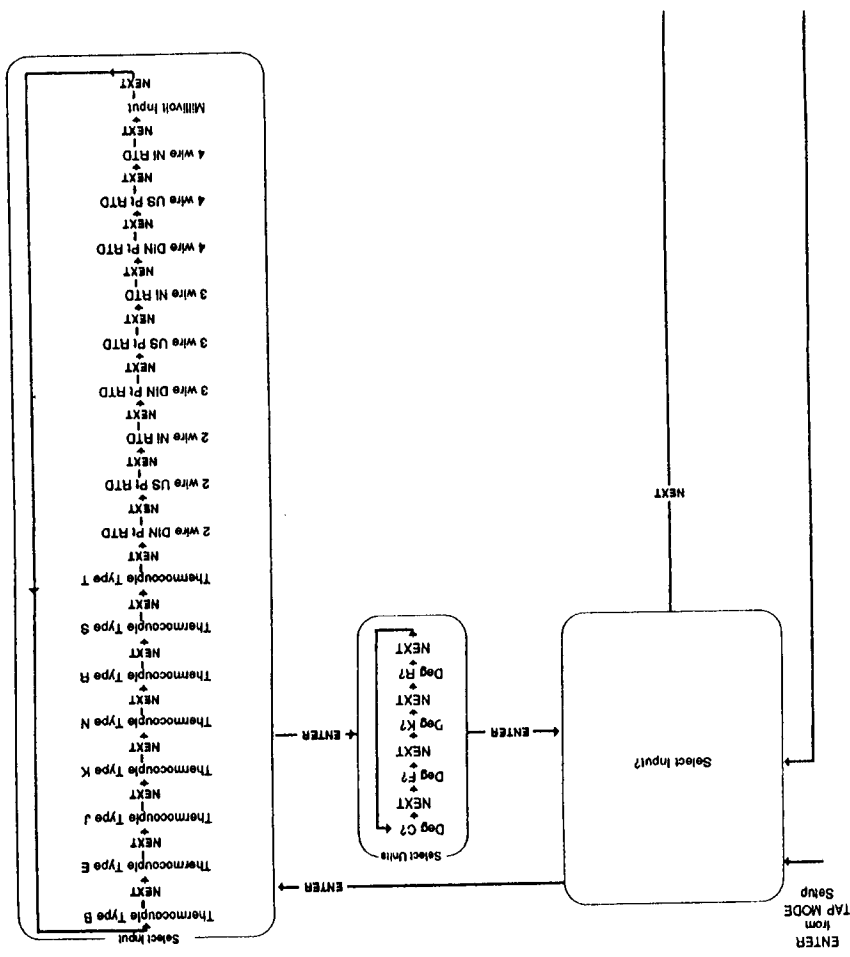 ENTER
from
TAP MODE
Setup
Select Input?
NEXT
ENTER
ENTER
ENTER
Select Units
Deg C?
NEXT
Deg F?
NEXT
Deg K?
NEXT
Deg R?
NEXT
Select Input
Thermocouple Type B
NEXT
Thermocouple Type E
NEXT
Thermocouple Type J
NEXT
Thermocouple Type K
NEXT
Thermocouple Type N
NEXT
Thermocouple Type R
NEXT
Thermocouple Type S
NEXT
Thermocouple Type T
NEXT
2 wire DIN Pt RTD
NEXT
2 wire US Pt RTD
NEXT
2 wire Ni RTD
NEXT
3 wire DIN Pt RTD
NEXT
3 wire US Pt RTD
NEXT
3 wire Ni RTD
NEXT
4 wire DIN Pt RTD
NEXT
4 wire US Pt RTD
NEXT
4 wire Ni RTD
NEXT
Millivolt Input
NEXT